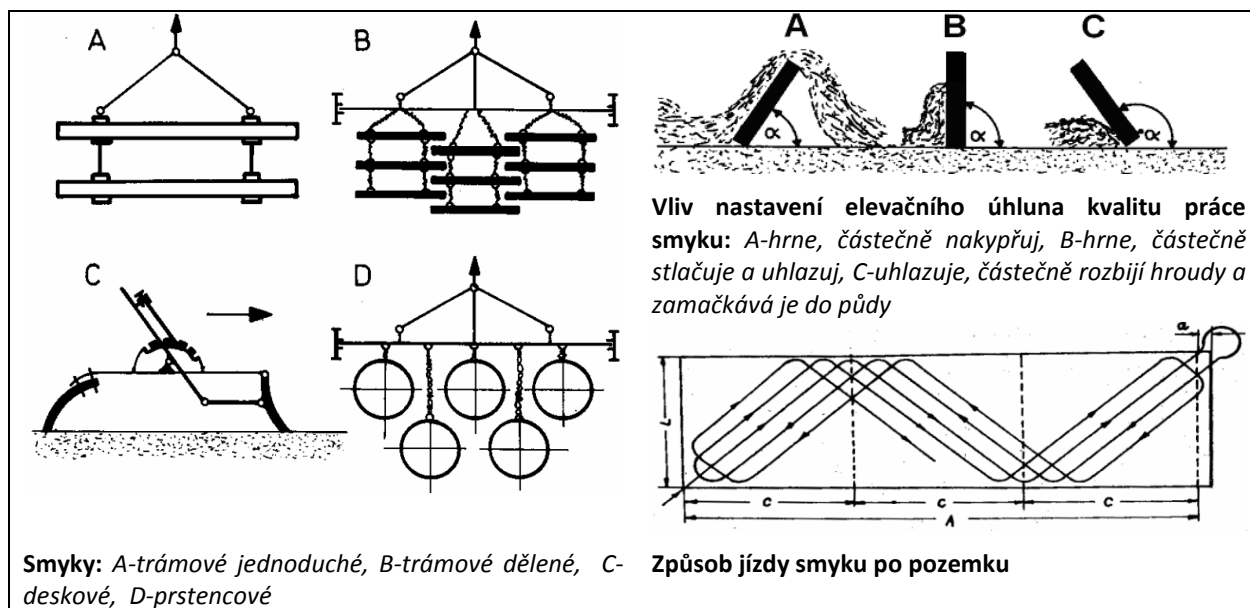 A
B
C
D
Smyky: A-trámové jednoduché, B-trámové dělené, C-
deskové, D-prstencové
A
B
C
α
α
α
Vliv nastavení elevačního úhluna kvalitu práce
smyku: A-hrne, částečně nakypřuj, B-hrne, částečně
stlačuje a uhlazuj, C-uhlazuje, částečně rozbijí hroudy a
zamačkává je do půdy
a
L
c
c
c
A
Způsob jízdy smyku po pozemku